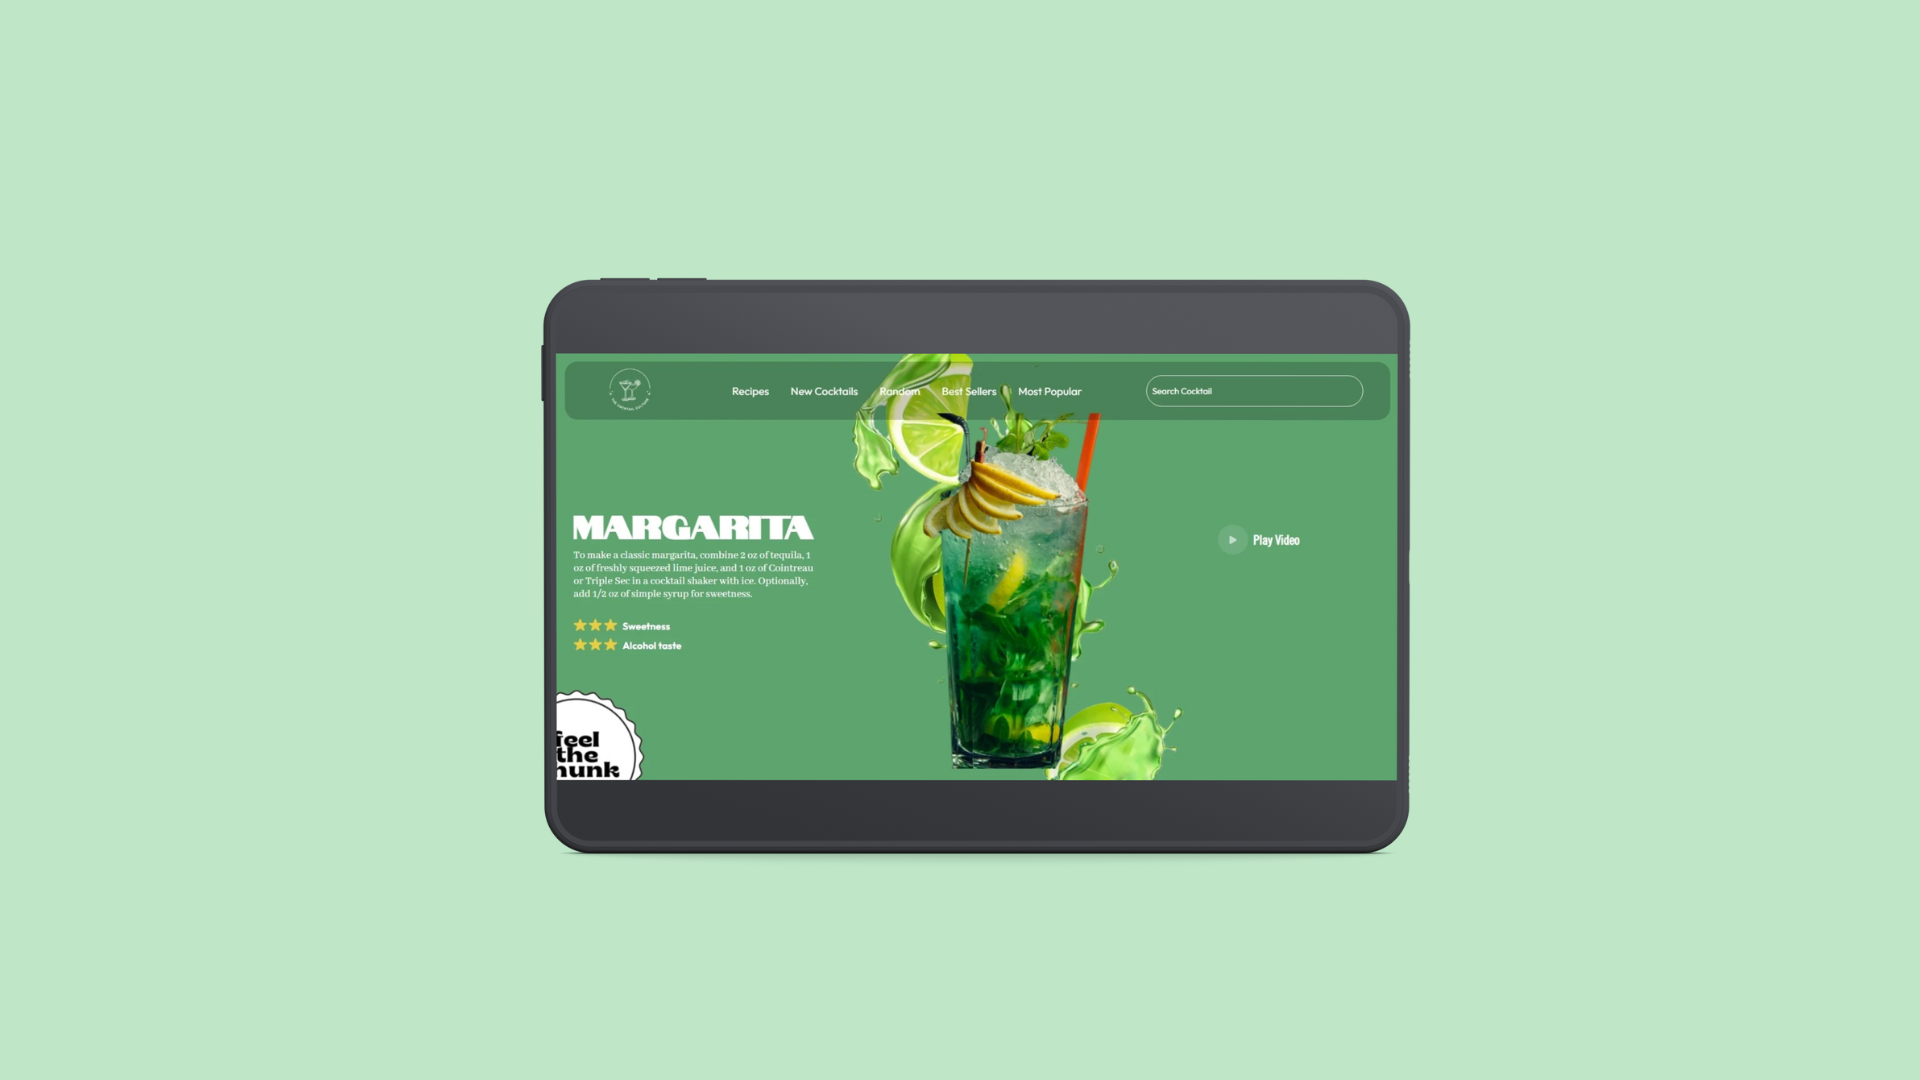 Recipes
New Cocktails
Random
Best Sellers
Most Popular
Search Cocktail
MARGARITA
To make a classic margarita, combine 2 oz of tequila, 1
oz of freshly squeezed lime juice, and 1 oz of Cointreau
or Triple Sec in a cocktail shaker with ice. Optionally,
add 1/2 oz of simple syrup for sweetness.
Sweetness
Alcohol taste
Play Video
feel
the